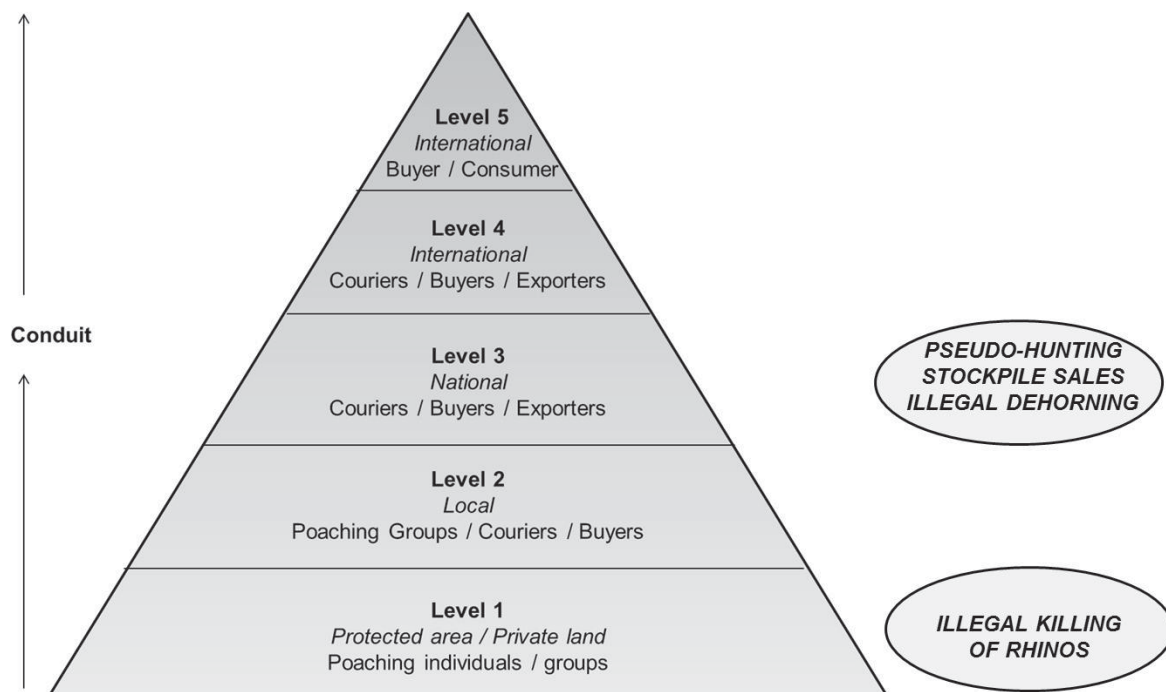 Level 5
International
Buyer / Consumer
Level 4
International
Couriers / Buyers / Exporters
Conduit
Level 3
National
Couriers / Buyers / Exporters
PSEUDO-HUNTING
STOCKPILE SALES
ILLEGAL DEHORNING
Level 2
Local
Poaching Groups / Couriers / Buyers
Level 1
Protected area / Private land
Poaching individuals / groups
ILLEGAL KILLING
OF RHINOS